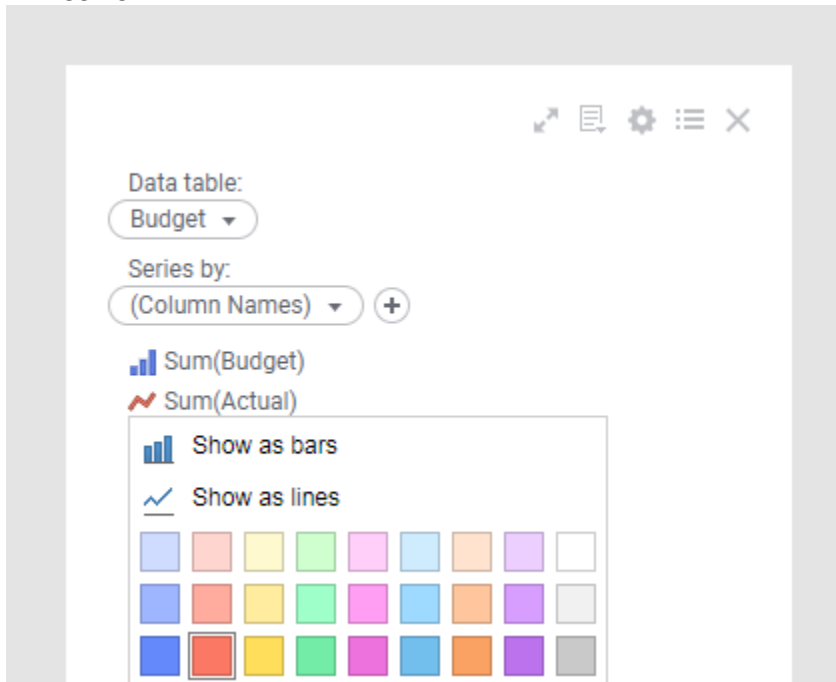 Data table:
Budget
Series by:
(Column Names)
Sum(Budget)
Sum(Actual)
Show as bars
Show as lines